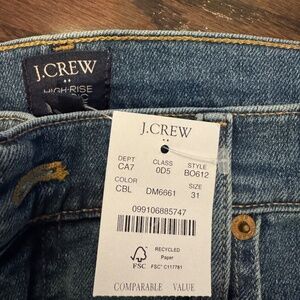 J.CREW
HIGH-RISE
J.CREW
DEPT CLASS STYLE
CA7 0D5 BO612
COLOR SIZE
CBL DM6661 31
099106885747
RECYCLED
Paper
FSC FSC® C117781
COMPARABLE VALUE